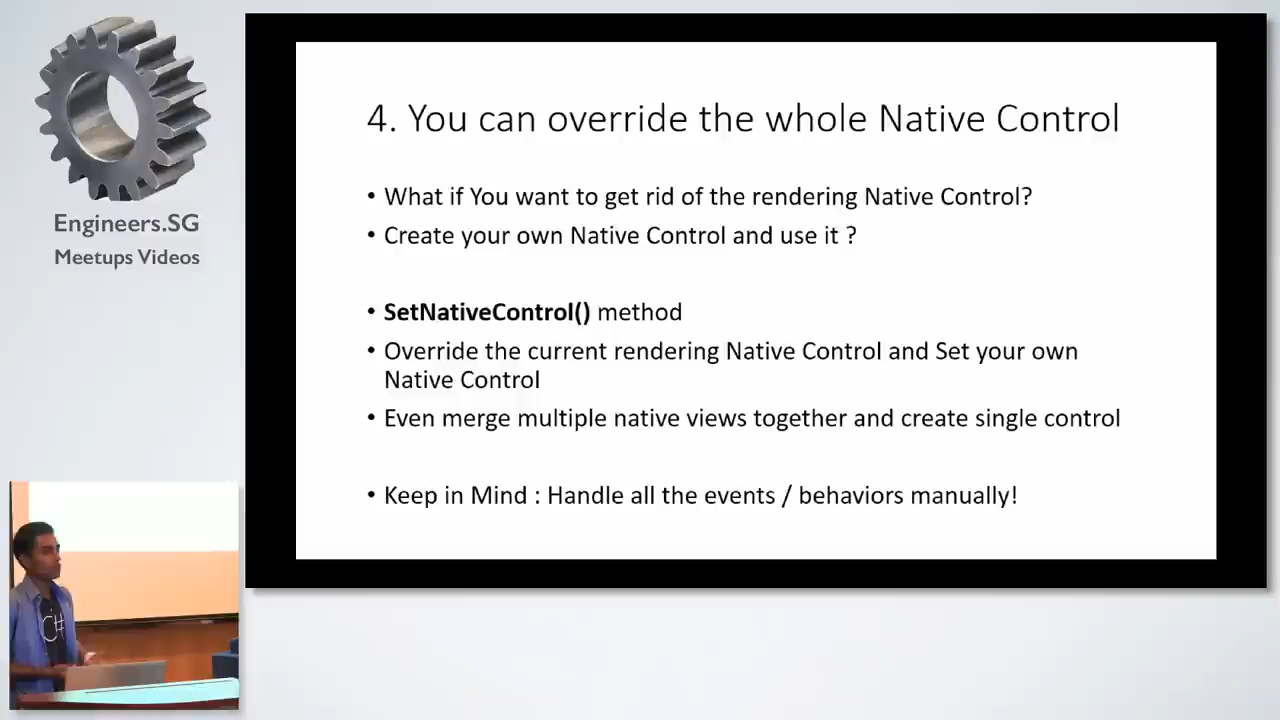 Engineers.SG
Meetups Videos
4. You can override the whole Native Control
• What if You want to get rid of the rendering Native Control?
• Create your own Native Control and use it ?
• SetNativeControl() method
• Override the current rendering Native Control and Set your own
Native Control
• Even merge multiple native views together and create single control
• Keep in Mind : Handle all the events / behaviors manually!
C#